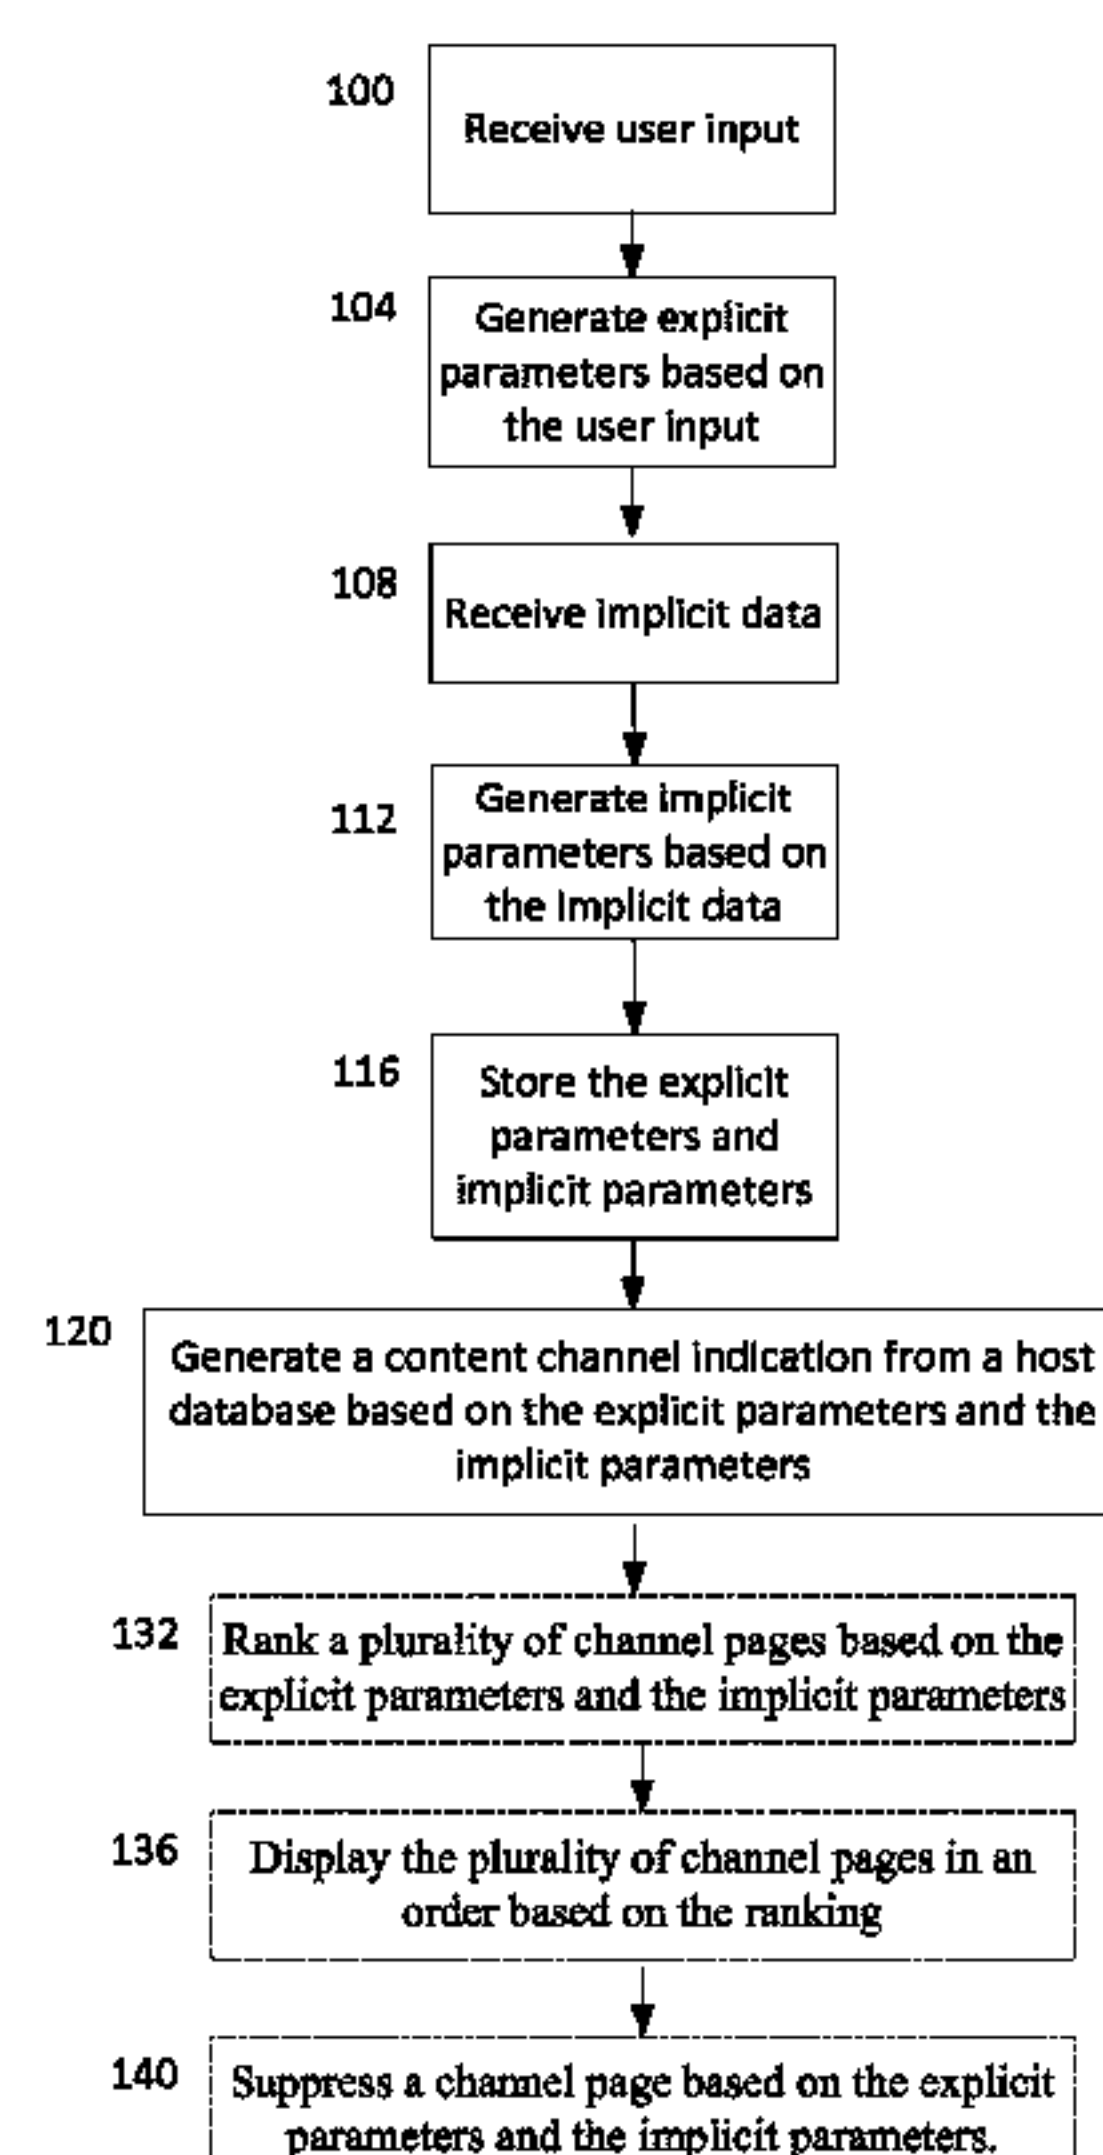 100
Receive user input
104
Generate explicit
parameters based on
the user input
108
Receive implicit data
112
Generate implicit
parameters based on
the implicit data
116
Store the explicit
parameters and
implicit parameters
120
Generate a content channel indication from a host
database based on the explicit parameters and the
implicit parameters
132
Rank a plurality of channel pages based on the
explicit parameters and the implicit parameters
136
Display the plurality of channel pages in an
order based on the ranking
140
Suppress a channel page based on the explicit
parameters and the implicit parameters.